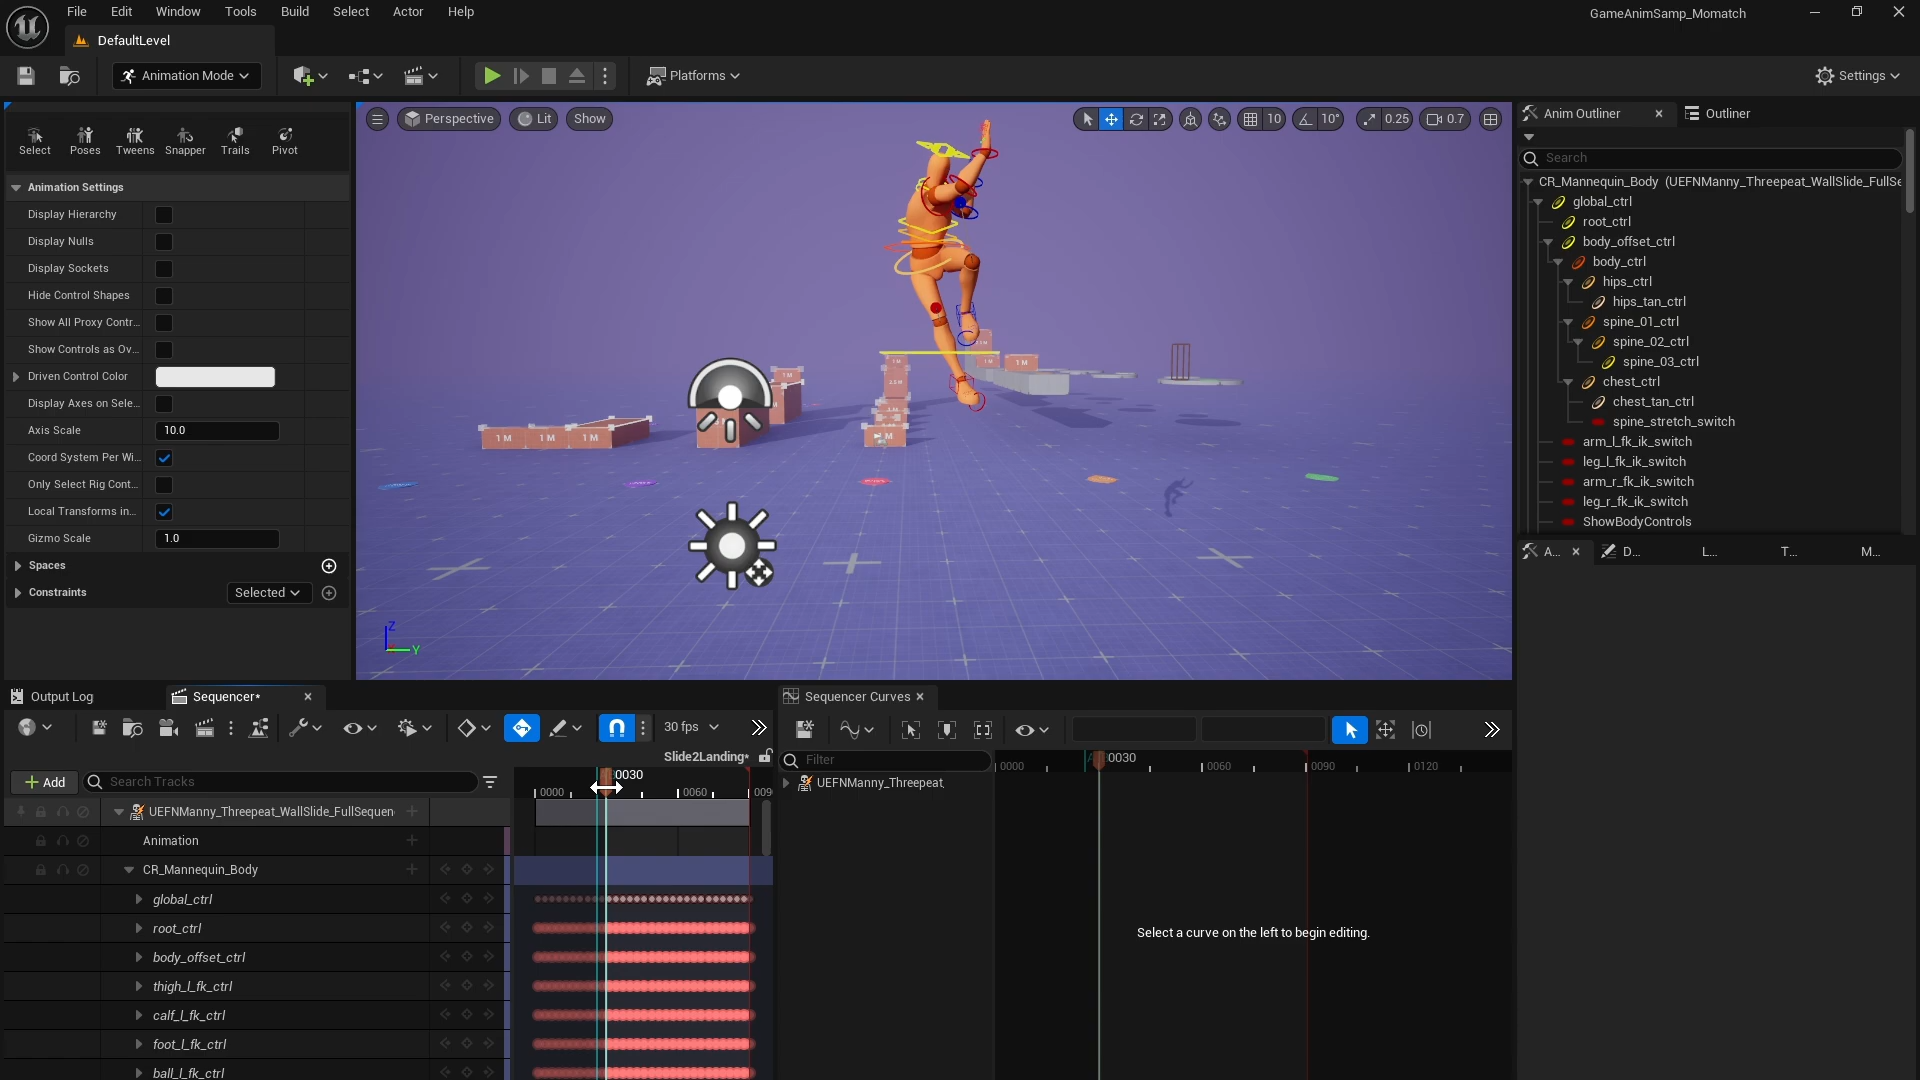 File Edit Window Tools Build Select Actor Help
GameAnimSamp_Momatch
DefaultLevel
Animation Mode
Platforms
Settings
Select Poses Tweens Snapper Trails Pivot
Animation Settings
Display Hierarchy
Display Nulls
Display Sockets
Hide Control Shapes
Show All Proxy Contr...
Show Controls as Ov...
Driven Control Color
Display Axes on Sele...
Axis Scale 10.0
Coord System Per Wi...
Only Select Rig Cont...
Local Transforms in...
Gizmo Scale 1.0
Spaces
Constraints Selected
Perspective Lit Show
10 10° 0.25 0.7
1 M 1 M 1 M
1 M
1 M
Z
Y
Anim Outliner Outliner
Search
CR_Mannequin_Body (UEFNManny_Threepeat_WallSlide_FullSe
global_ctrl
root_ctrl
body_offset_ctrl
body_ctrl
hips_ctrl
hips_tan_ctrl
spine_01_ctrl
spine_02_ctrl
spine_03_ctrl
chest_ctrl
chest_tan_ctrl
spine_stretch_switch
arm_l_fk_ik_switch
leg_l_fk_ik_switch
arm_r_fk_ik_switch
leg_r_fk_ik_switch
ShowBodyControls
A... D... L... T... M...
Output Log Sequencer*
30 fps
Slide2Landing*
Add Search Tracks
0030
0000 0060 009
UEFNManny_Threepeat_WallSlide_FullSequen
Animation
CR_Mannequin_Body
global_ctrl
root_ctrl
body_offset_ctrl
thigh_l_fk_ctrl
calf_l_fk_ctrl
foot_l_fk_ctrl
ball_l_fk_ctrl
Sequencer Curves
Filter
UEFNManny_Threepeat
0030
0000 0060 0090 0120
Select a curve on the left to begin editing.